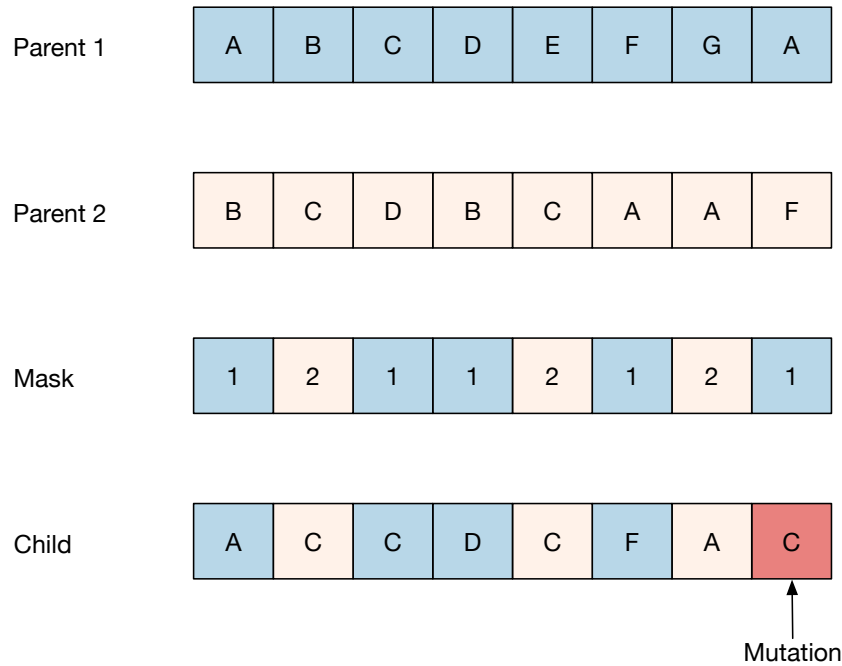 Parent 1 A B C D E F G A
Parent 2 B C D B C A A F
Mask 1 2 1 1 2 1 2 1
Child A C C D C F A C
Mutation